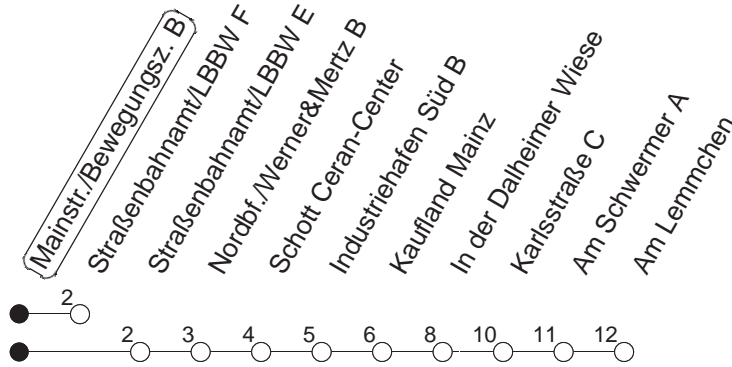 Mainstr./Bewegungsz. B
Straßenbahnamt/LBBW F
Straßenbahnamt/LBBW E
Nordbf./Werner&Mertz B
Schott Ceran-Center
Industriehafen Süd B
Kaufland Mainz
In der Dalheimer Wiese
Karlsstraße C
Am Schwermer A
Am Lemmchen
2
2 3 4 5 6 8 10 11 12